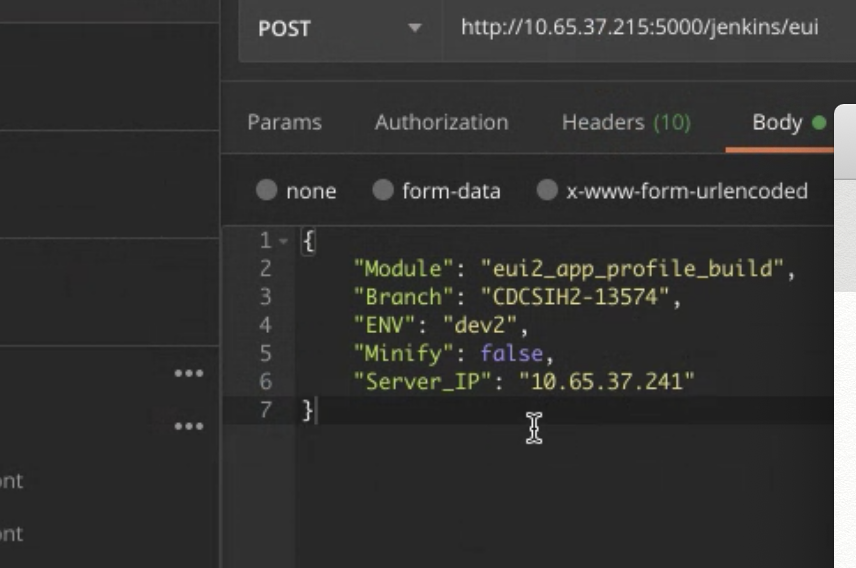 POST
http://10.65.37.215:5000/jenkins/eui
Params Authorization Headers (10) Body
none form-data x-www-form-urlencoded
1 {
2 "Module": "eui2_app_profile_build",
3 "Branch": "CDCSIH2-13574",
4 "ENV": "dev2",
5 "Minify": false,
6 "Server_IP": "10.65.37.241"
7 }
ont
ont